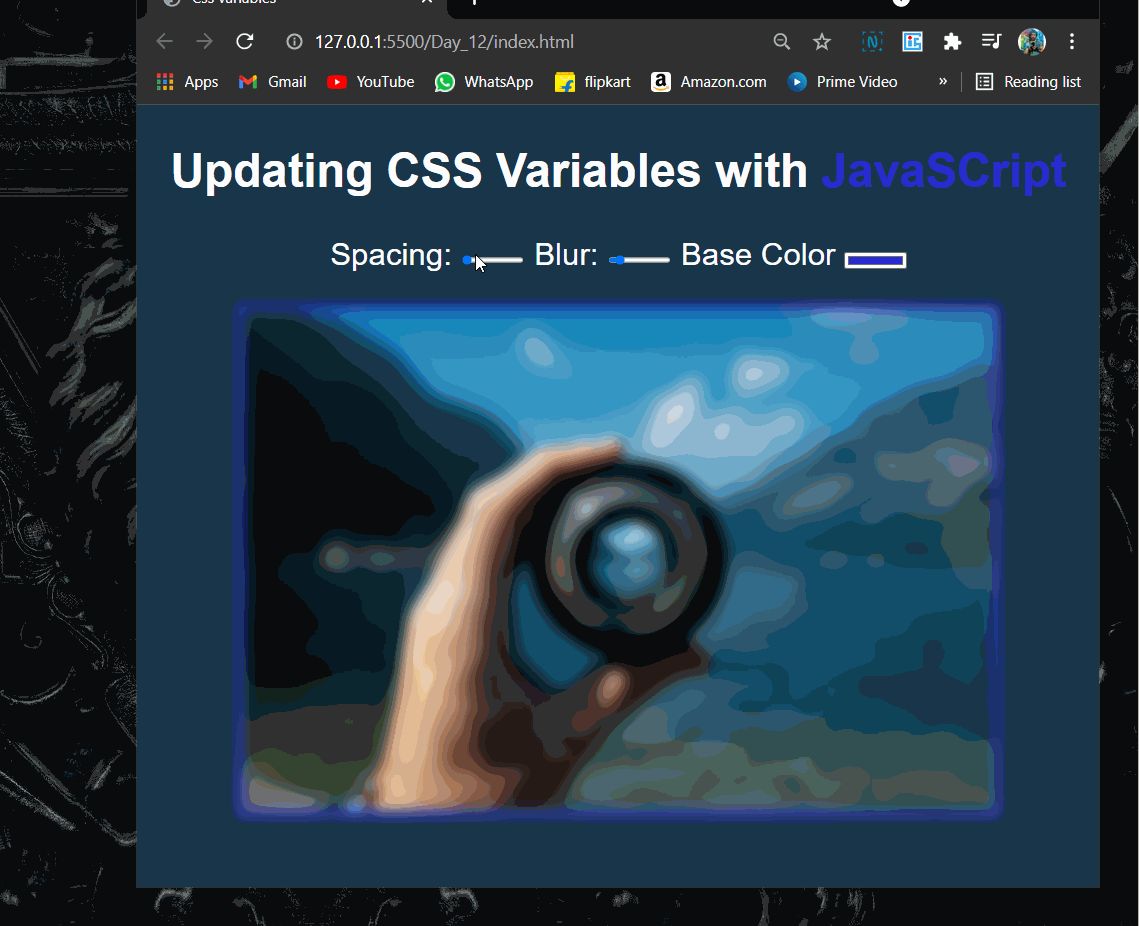 Css variables
127.0.0.1:5500/Day_12/index.html
Apps Gmail YouTube WhatsApp flipkart Amazon.com Prime Video » Reading list
Updating CSS Variables with JavaSCript
Spacing: Blur: Base Color